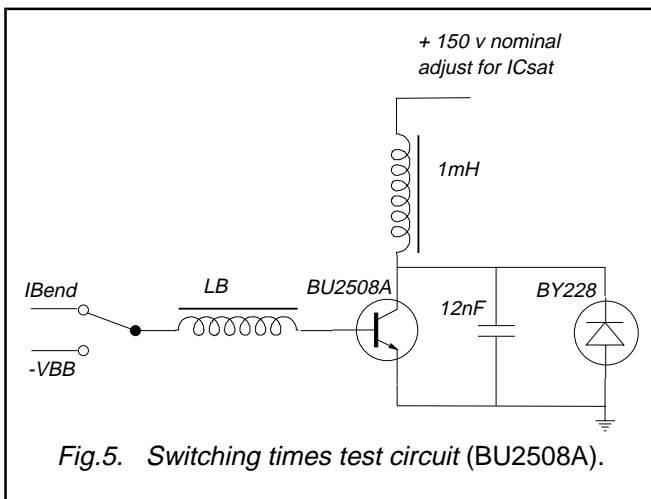 + 150 v nominal
adjust for ICsat
1mH
IBend
LB
BU2508A
12nF
BY228
-VBB
Fig.5. Switching times test circuit (BU2508A).